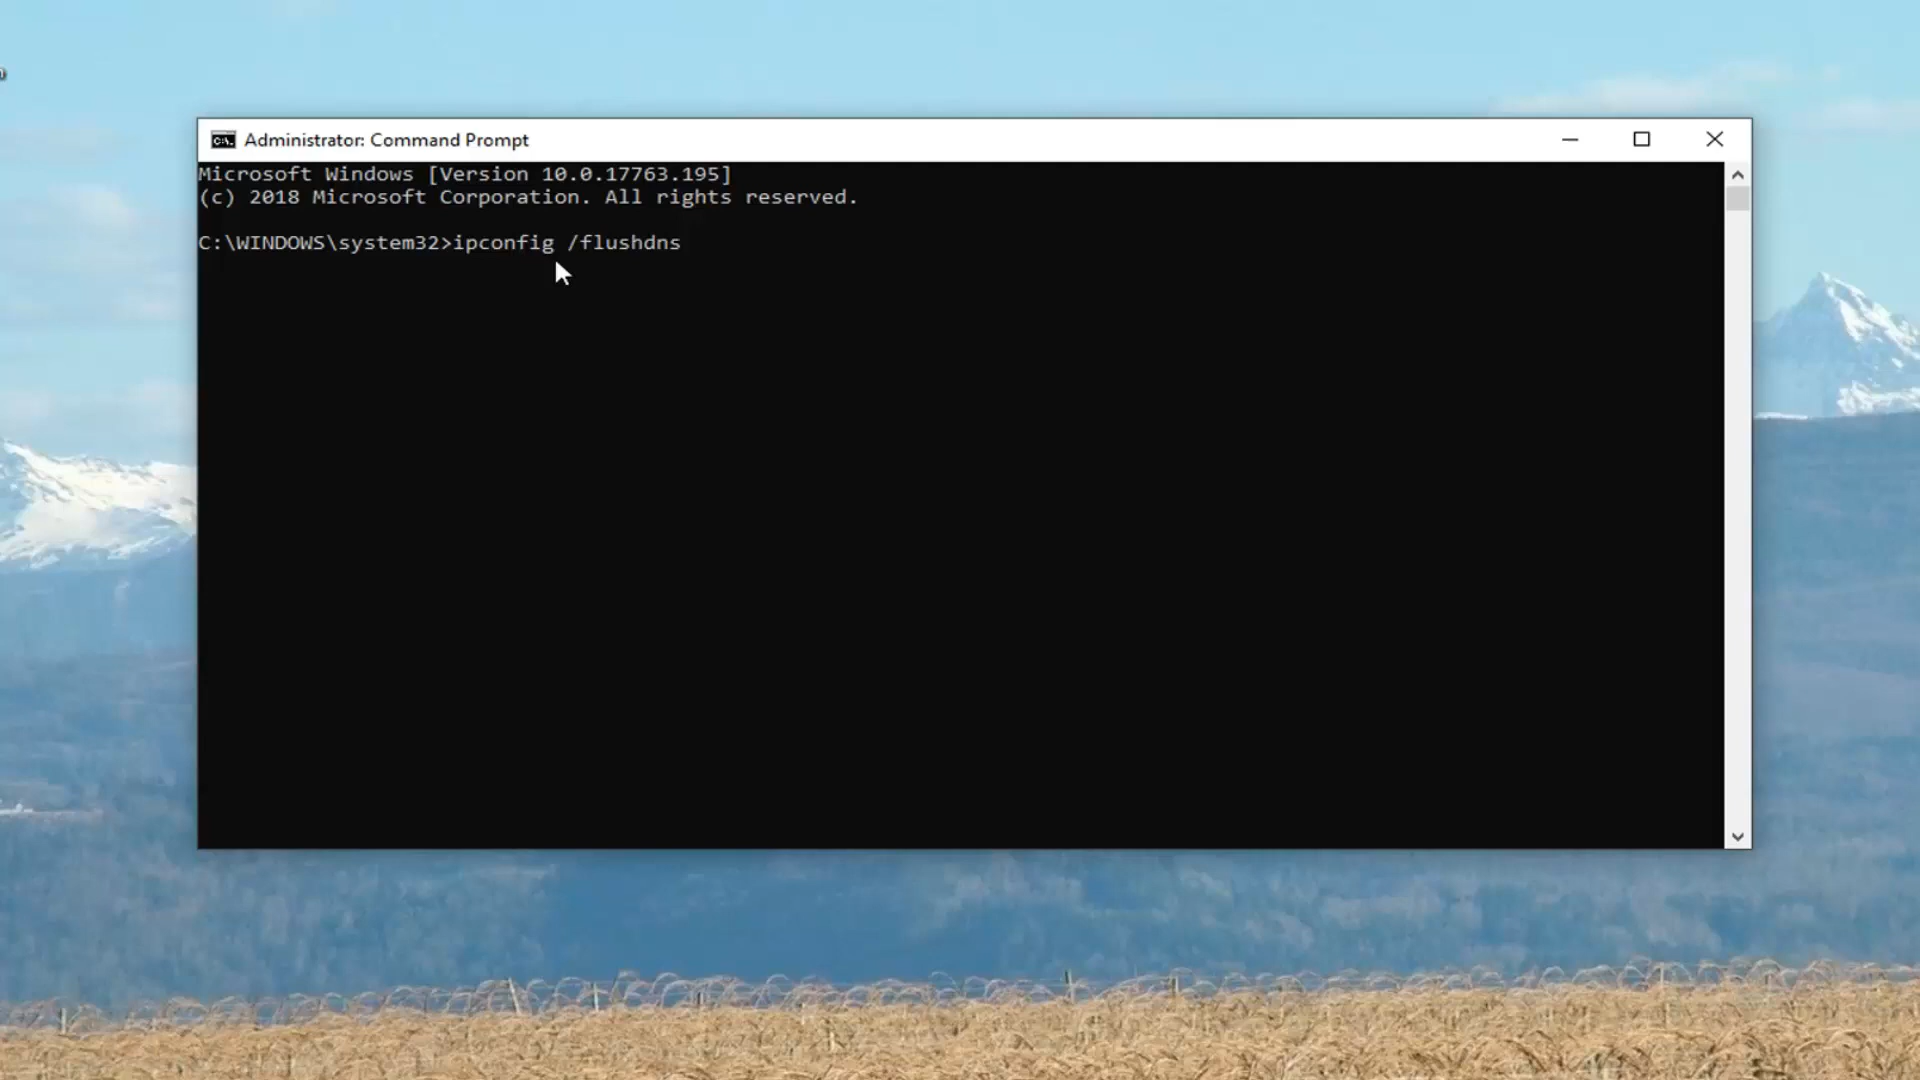 Administrator: Command Prompt
Microsoft Windows [Version 10.0.17763.195]
(c) 2018 Microsoft Corporation. All rights reserved.
C:\WINDOWS\system32>ipconfig /flushdns